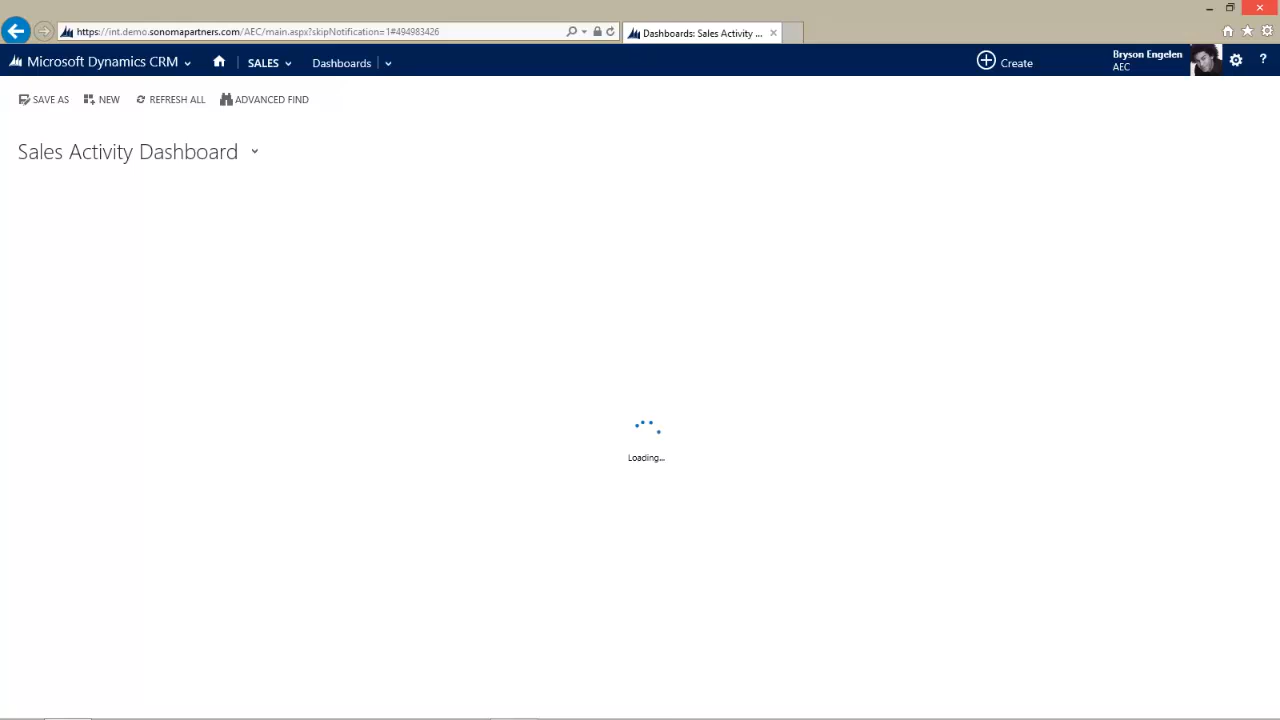 https://int.demo.sonomapartners.com/AEC/main.aspx?skipNotification=1#494983426
Dashboards: Sales Activity ...
Microsoft Dynamics CRM
SALES
Dashboards
Create
Bryson Engelen
AEC
?
SAVE AS
NEW
REFRESH ALL
ADVANCED FIND
Sales Activity Dashboard
Loading...